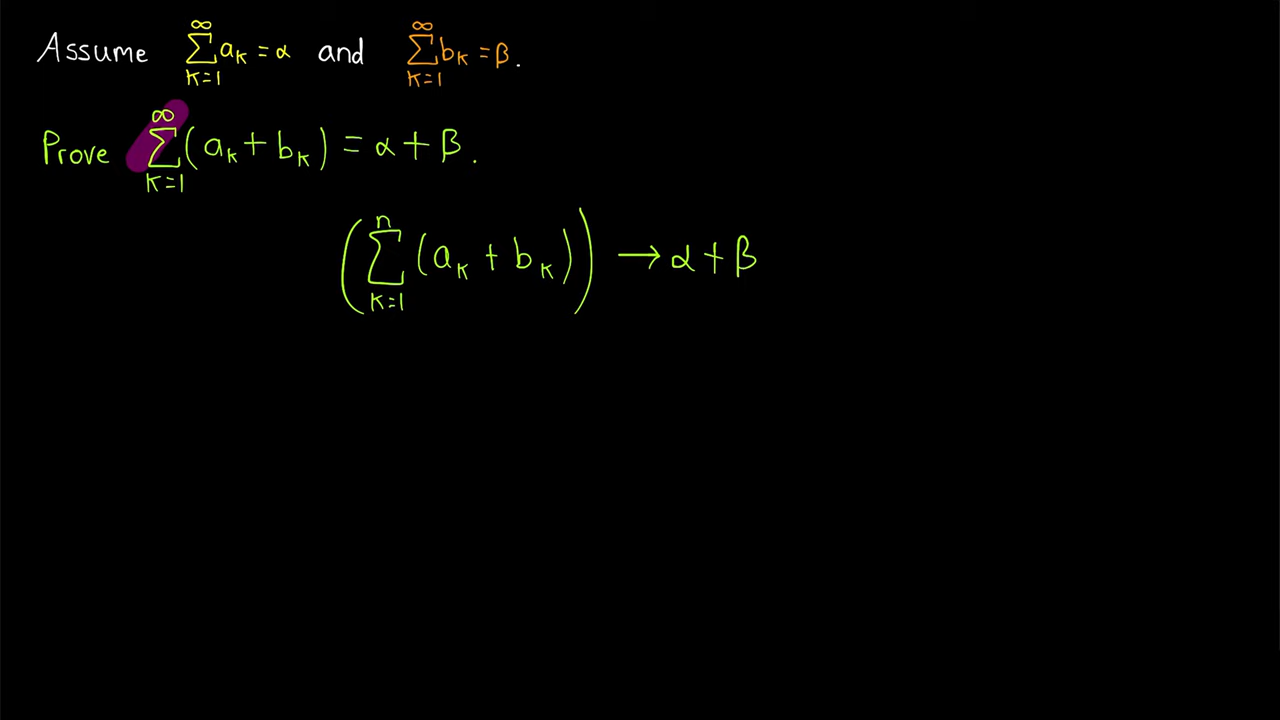 Assume ∑_{k=1}^{∞} a_k = α and ∑_{k=1}^{∞} b_k = β.
Prove ∑_{k=1}^{∞} (a_k + b_k) = α + β.
(∑_{k=1}^{n} (a_k + b_k)) → α + β